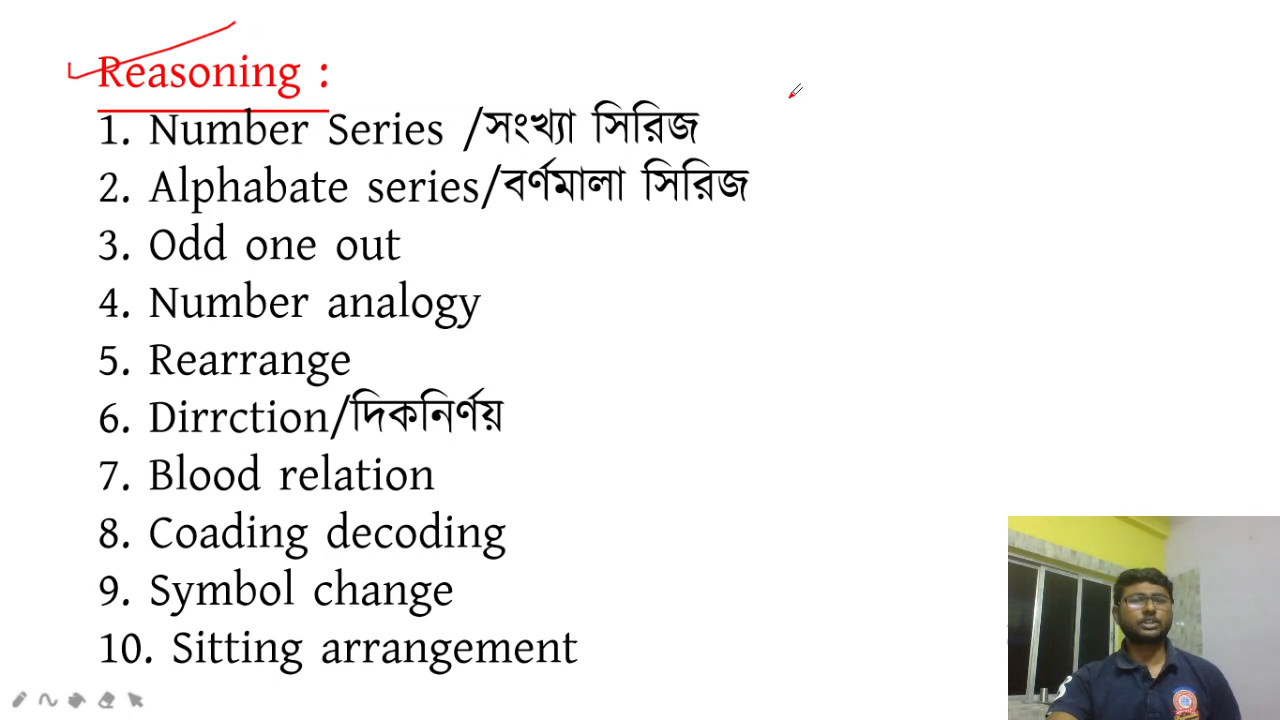 Reasoning :
1. Number Series /সংখ্যা সিরিজ
2. Alphabate series/বর্ণমালা সিরিজ
3. Odd one out
4. Number analogy
5. Rearrange
6. Dirrction/দিকনির্ণয়
7. Blood relation
8. Coading decoding
9. Symbol change
10. Sitting arrangement